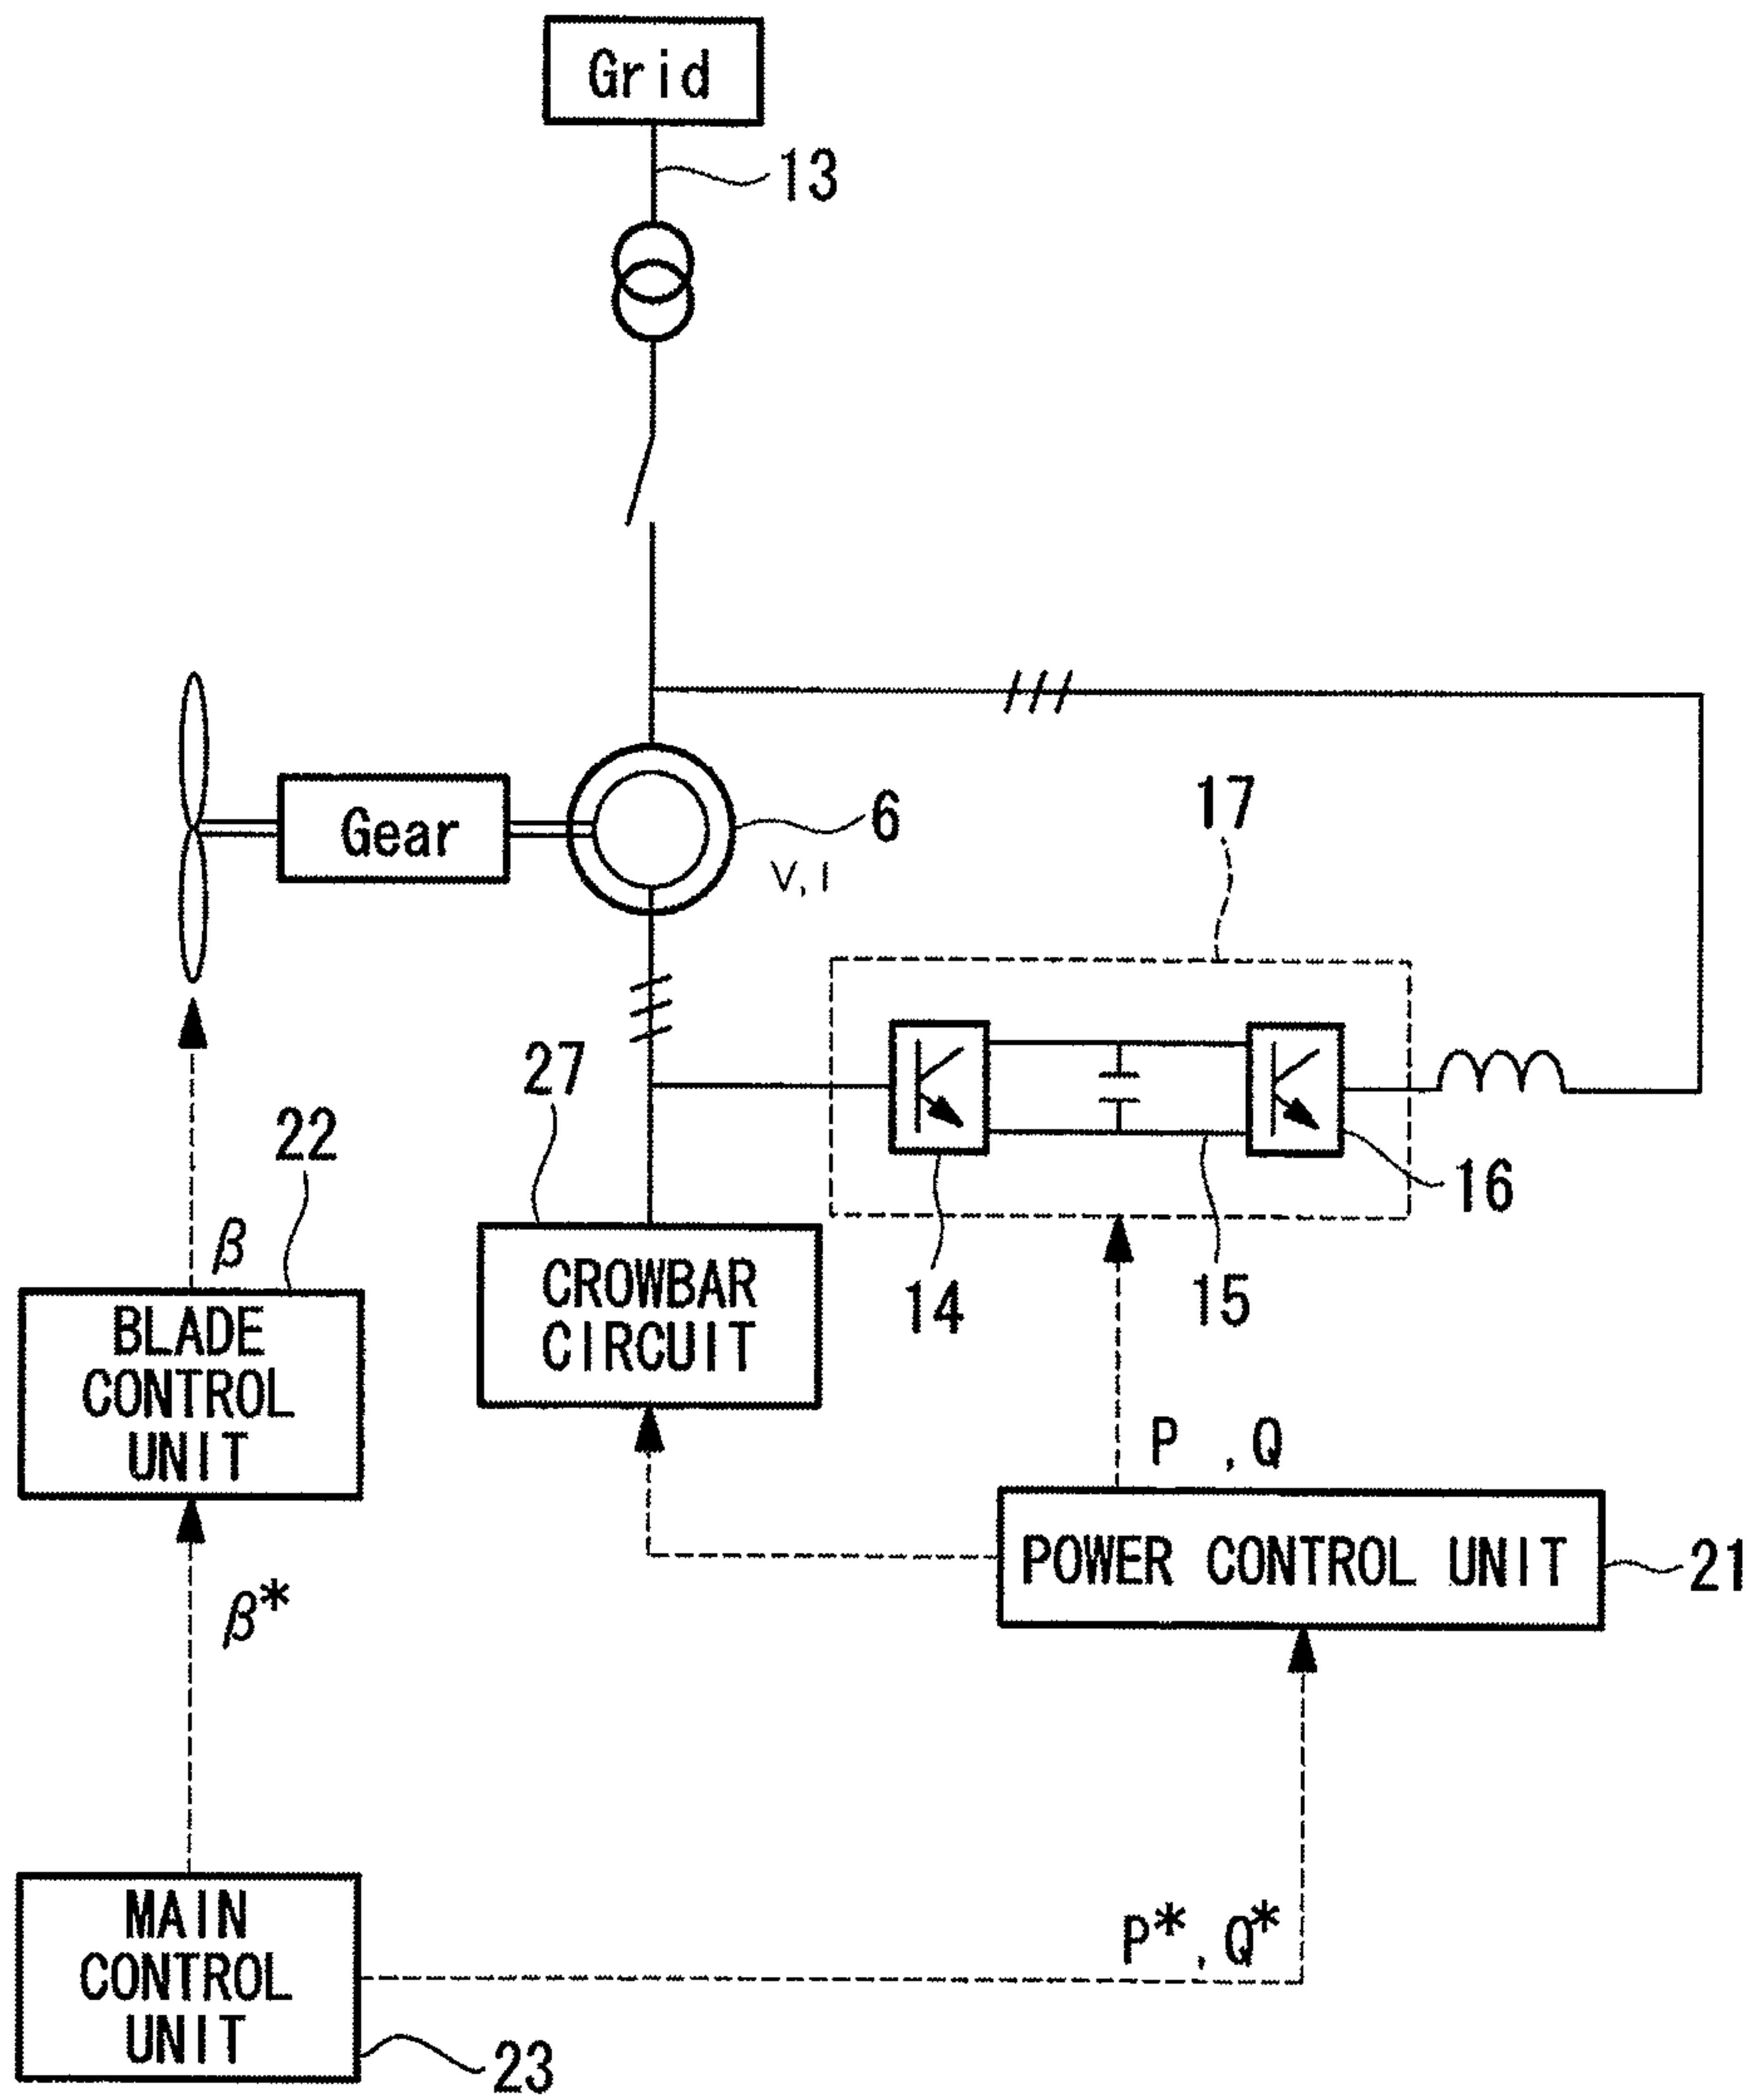 Grid
13
Gear
6
V, I
17
27
22
β
CROWBAR
CIRCUIT
14
15
16
BLADE
CONTROL
UNIT
P , Q
POWER CONTROL UNIT
21
β*
P*, Q*
MAIN
CONTROL
UNIT
23